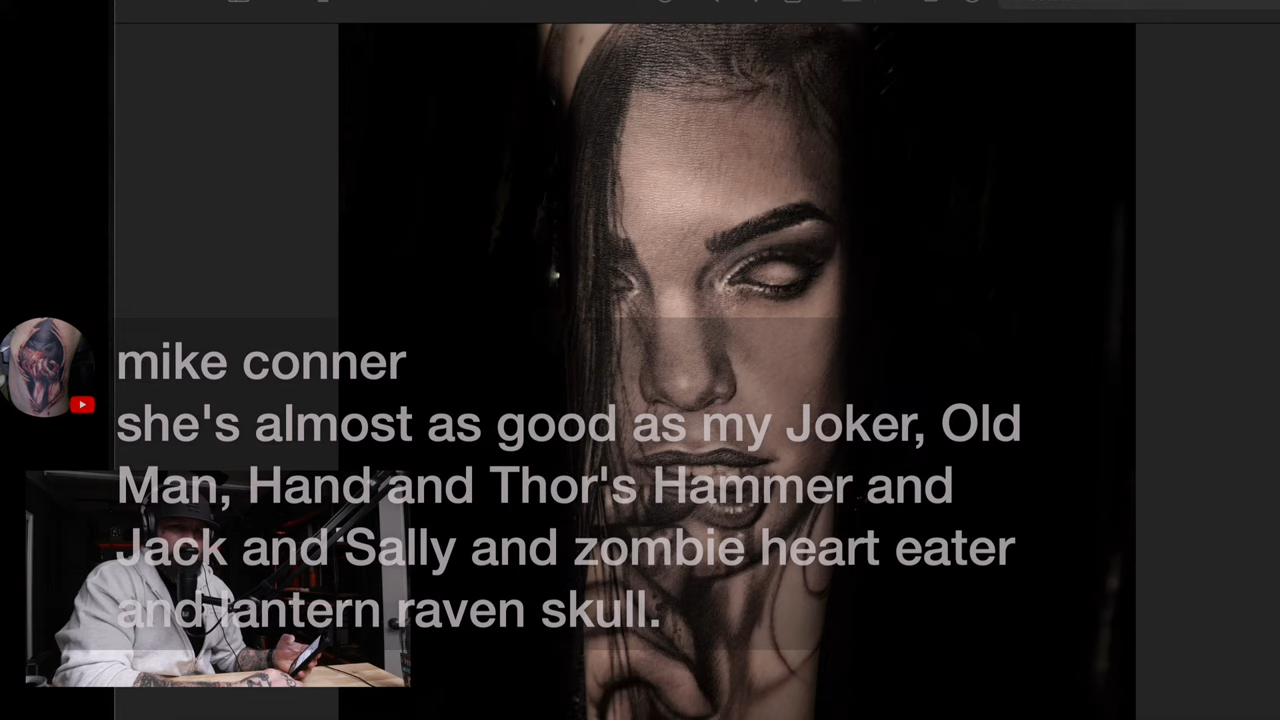 mike conner
she's almost as good as my Joker, Old
Man, Hand and Thor's Hammer and
Jack and Sally and zombie heart eater
and lantern raven skull.